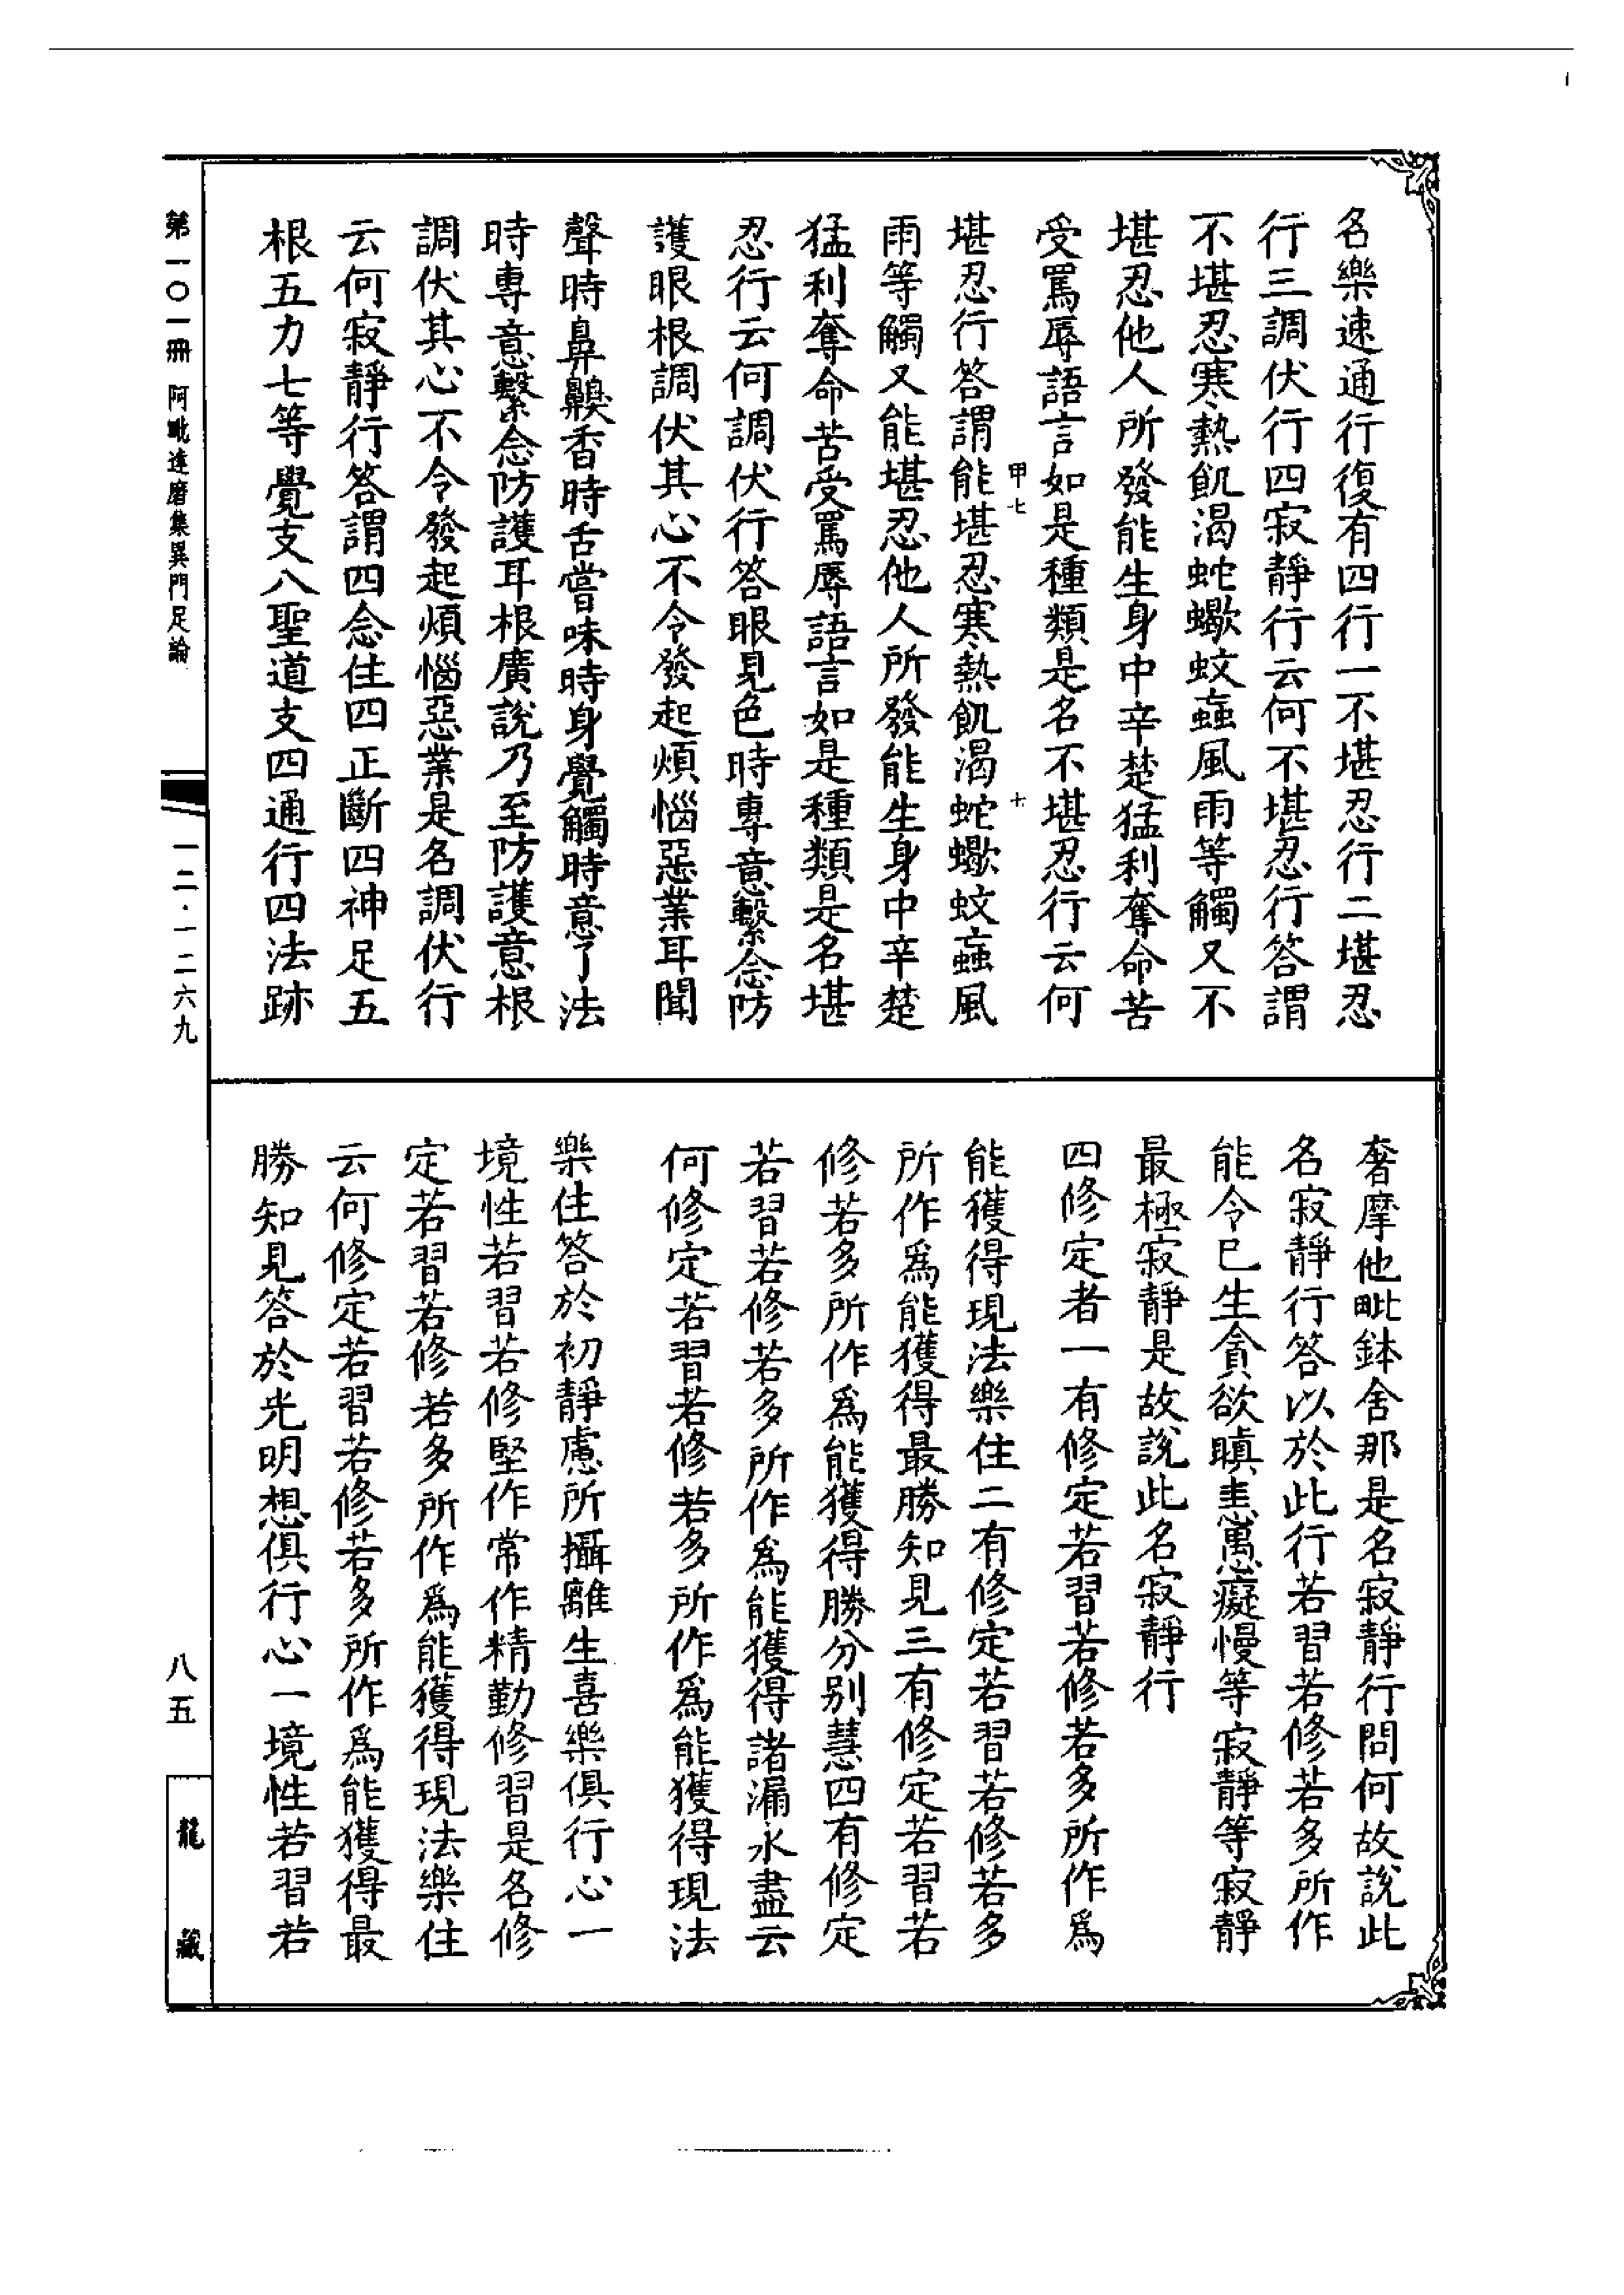 名樂速通行復有四行一不堪忍行二堪忍
行三調伏行四寂靜行云何不堪忍行答謂
不堪忍寒熱飢渴蛇蠍蚊蝱風雨等觸又不
堪忍他人所發能生身中辛楚猛利奪命苦
受罵辱語言如是種類是名不堪忍行云何
甲七
十
堪忍行答謂能堪忍寒熱飢渴蛇蠍蚊蝱風
雨等觸又能堪忍他人所發能生身中辛楚
猛利奪命苦受罵辱語言如是種類是名堪
忍行云何調伏行答眼見色時專意繫念防
護眼根調伏其心不令發起煩惱惡業耳聞
聲時鼻齅香時舌嘗味時身覺觸時意了法
時專意繫念防護耳根廣說乃至防護意根
調伏其心不令發起煩惱惡業是名調伏行
云何寂靜行答謂四念住四正斷四神足五
根五力七等覺支八聖道支四通行四法跡
奢摩他毗鉢舍那是名寂靜行問何故說此
名寂靜行答以於此行若習若修若多所作
能令已生貪欲瞋恚愚癡慢等寂靜等寂靜
最極寂靜是故說此名寂靜行
四修定者一有修定若習若修若多所作爲
能獲得現法樂住二有修定若習若修若多
所作爲能獲得最勝知見三有修定若習若
修若多所作爲能獲得勝分別慧四有修定
若習若修若多所作爲能獲得諸漏永盡云
何修定若習若修若多所作爲能獲得現法
樂住答於初靜慮所攝離生喜樂俱行心一
境性若習若修堅作常作精勤修習是名修
定若習若修若多所作爲能獲得現法樂住
云何修定若習若修若多所作爲能獲得最
勝知見答於光明想俱行心一境性若習若
第一〇一冊 阿毗達磨集異門足論
一二·一二六九
八五
龍藏